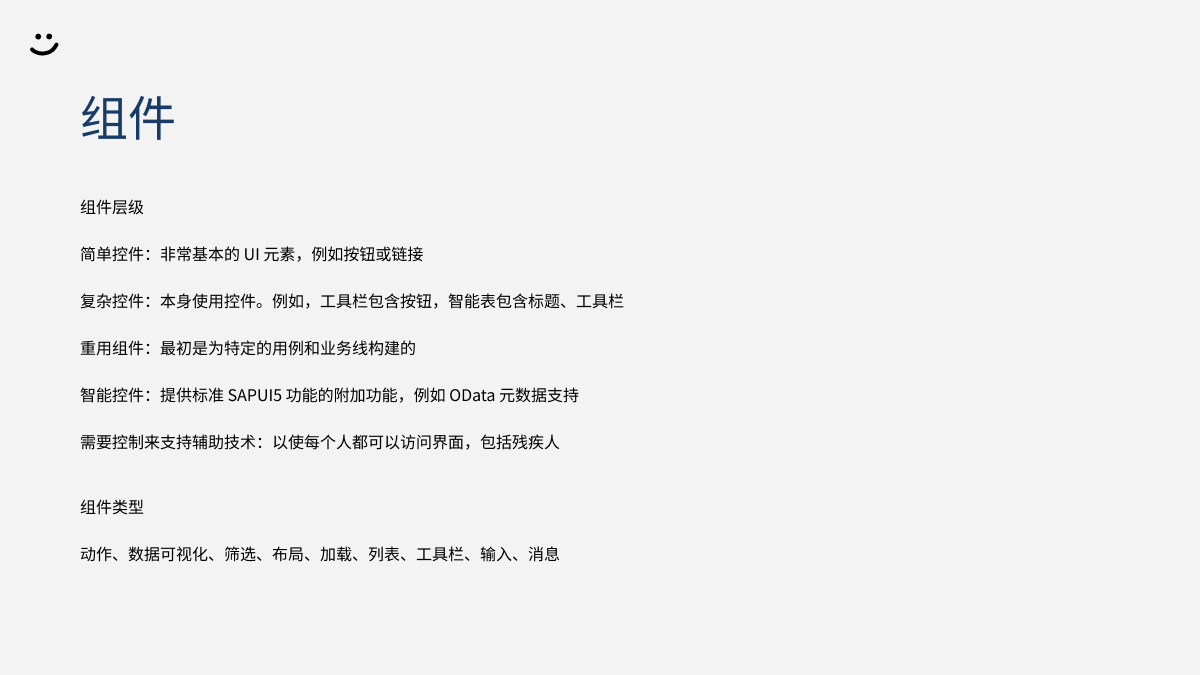 组件
组件层级
简单控件：非常基本的 UI 元素，例如按钮或链接
复杂控件：本身使用控件。例如，工具栏包含按钮，智能表包含标题、工具栏
重用组件：最初是为特定的用例和业务线构建的
智能控件：提供标准 SAPUI5 功能的附加功能，例如 OData 元数据支持
需要控制来支持辅助技术：以使每个人都可以访问界面，包括残疾人
组件类型
动作、数据可视化、筛选、布局、加载、列表、工具栏、输入、消息